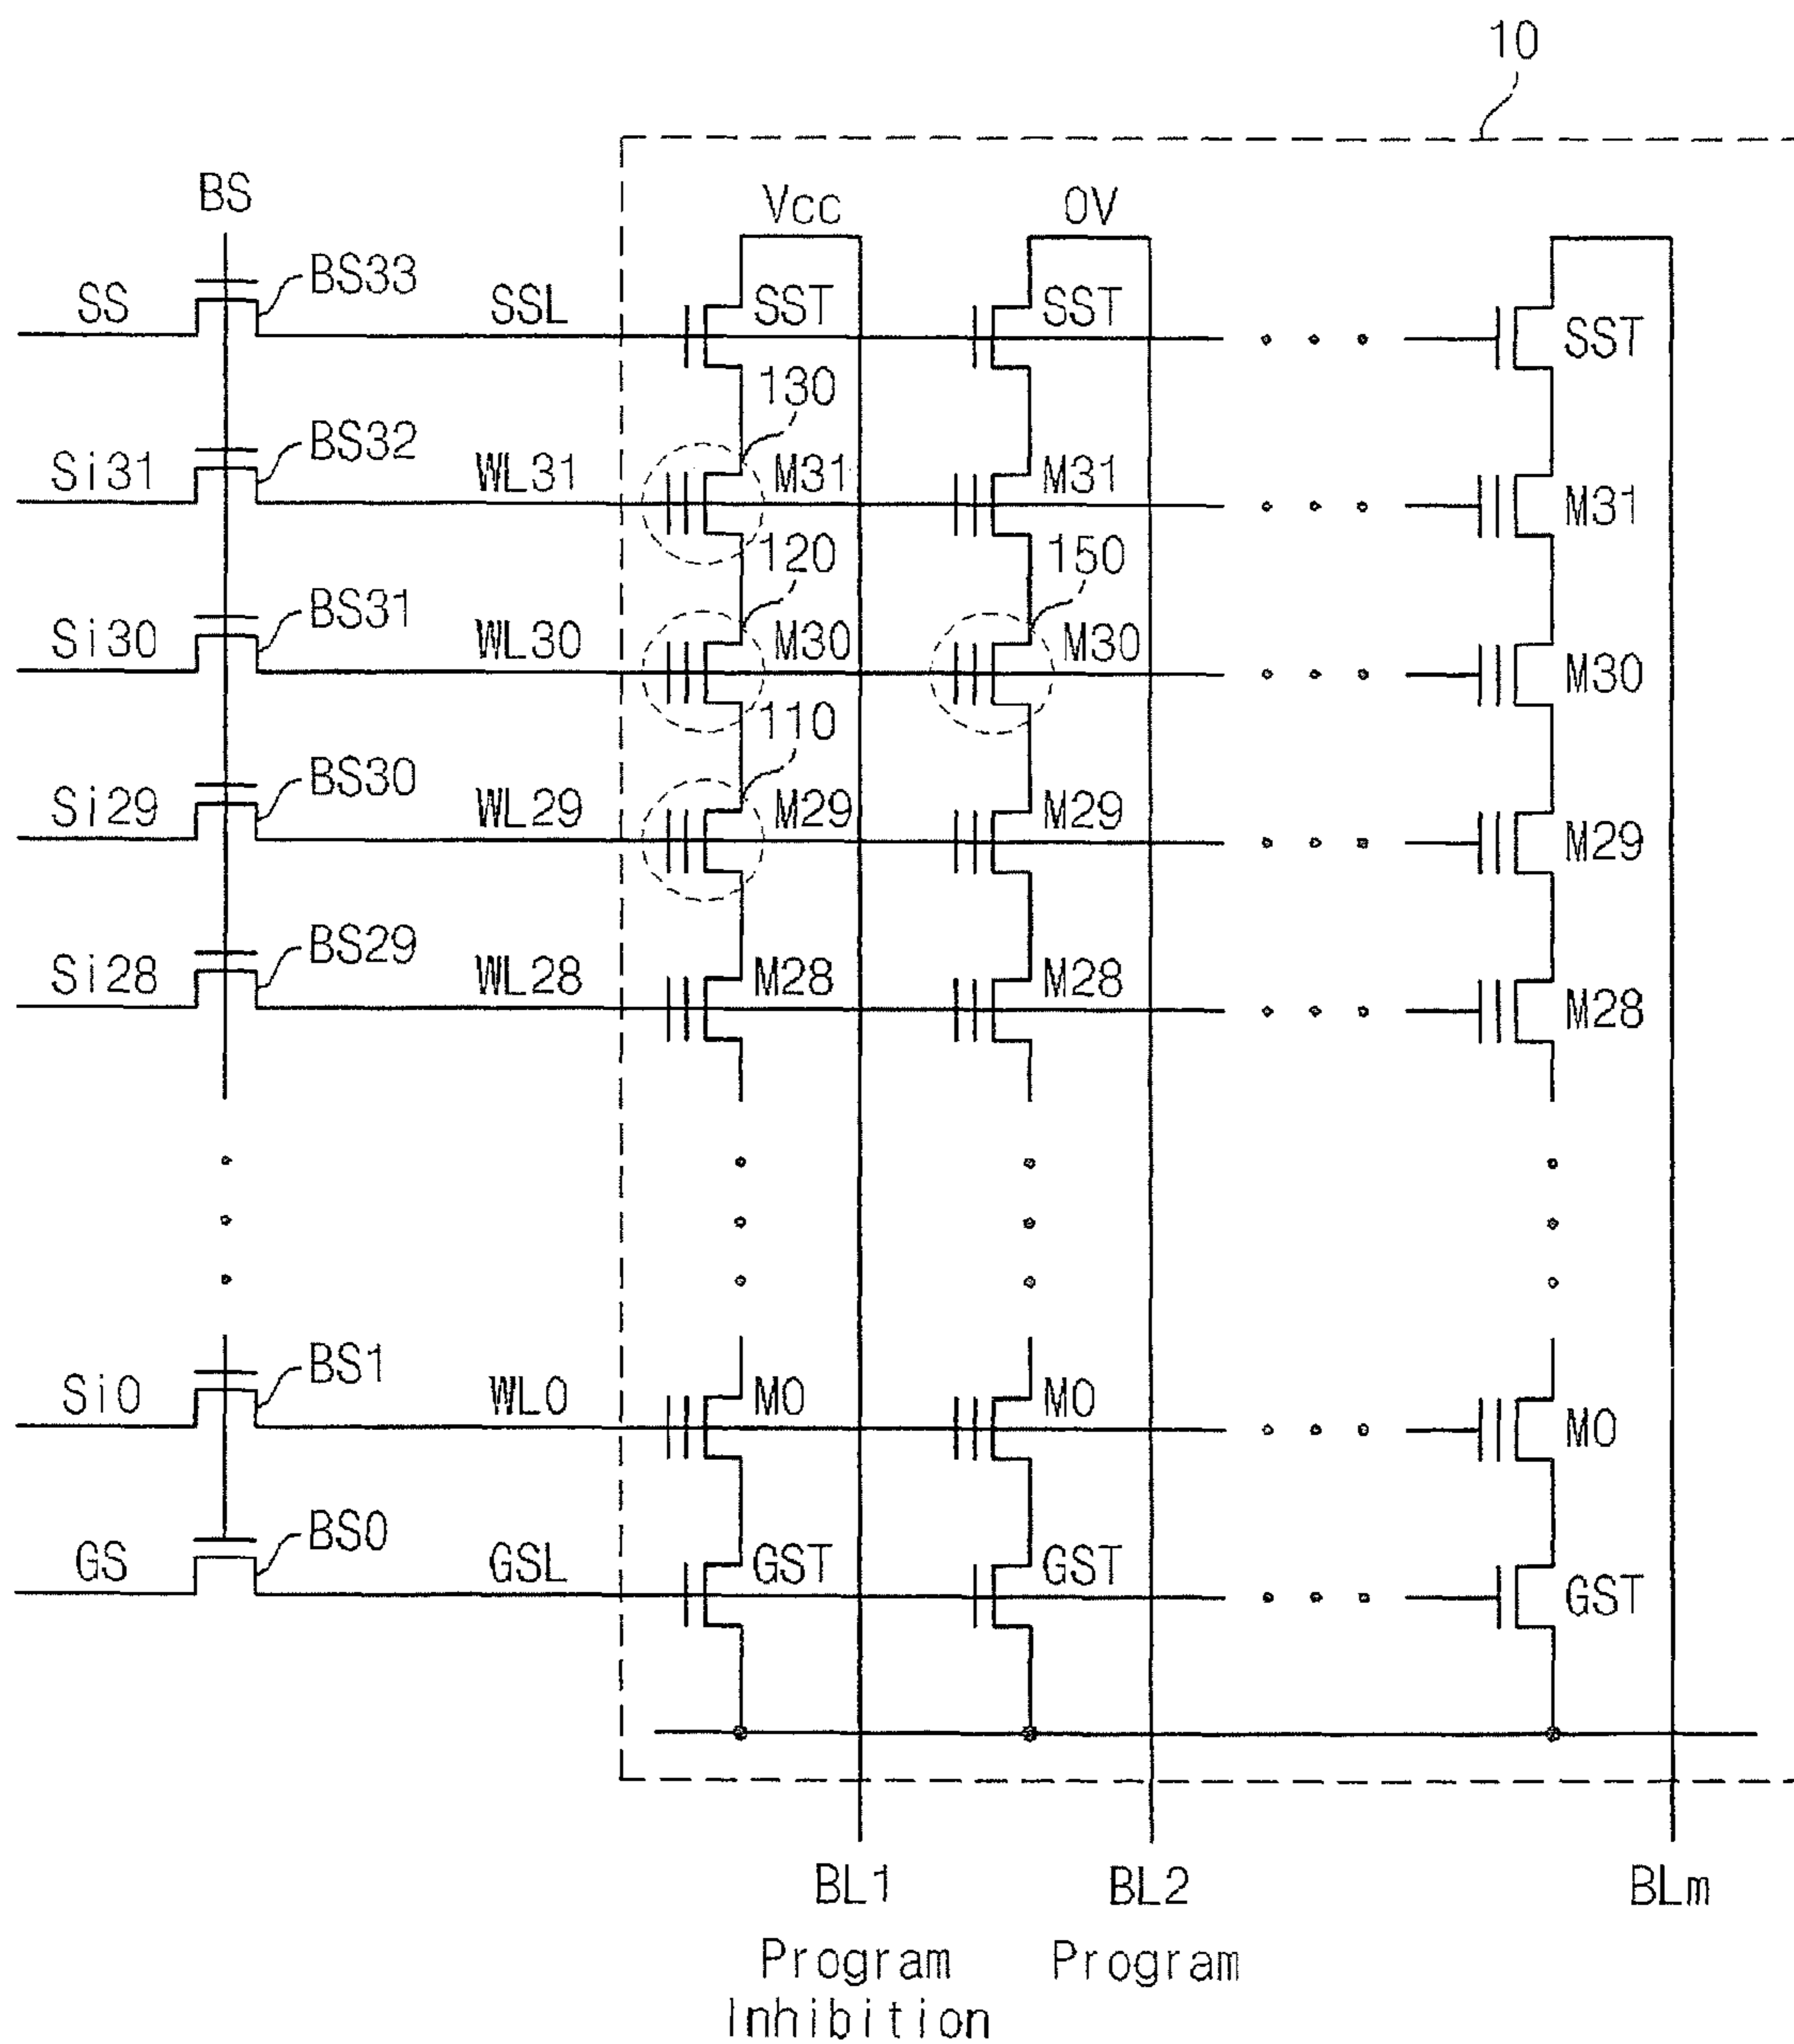 10
BS Vcc 0V
SS BS33 SSL SST SST SST
130
Si31 BS32 WL31 M31 M31 M31
120 150
Si30 BS31 WL30 M30 M30 M30
110
Si29 BS30 WL29 M29 M29 M29
Si28 BS29 WL28 M28 M28 M28
Si0 BS1 WL0 M0 M0 M0
GS BS0 GSL GST GST GST
BL1 BL2 BLm
Program Program
Inhibition